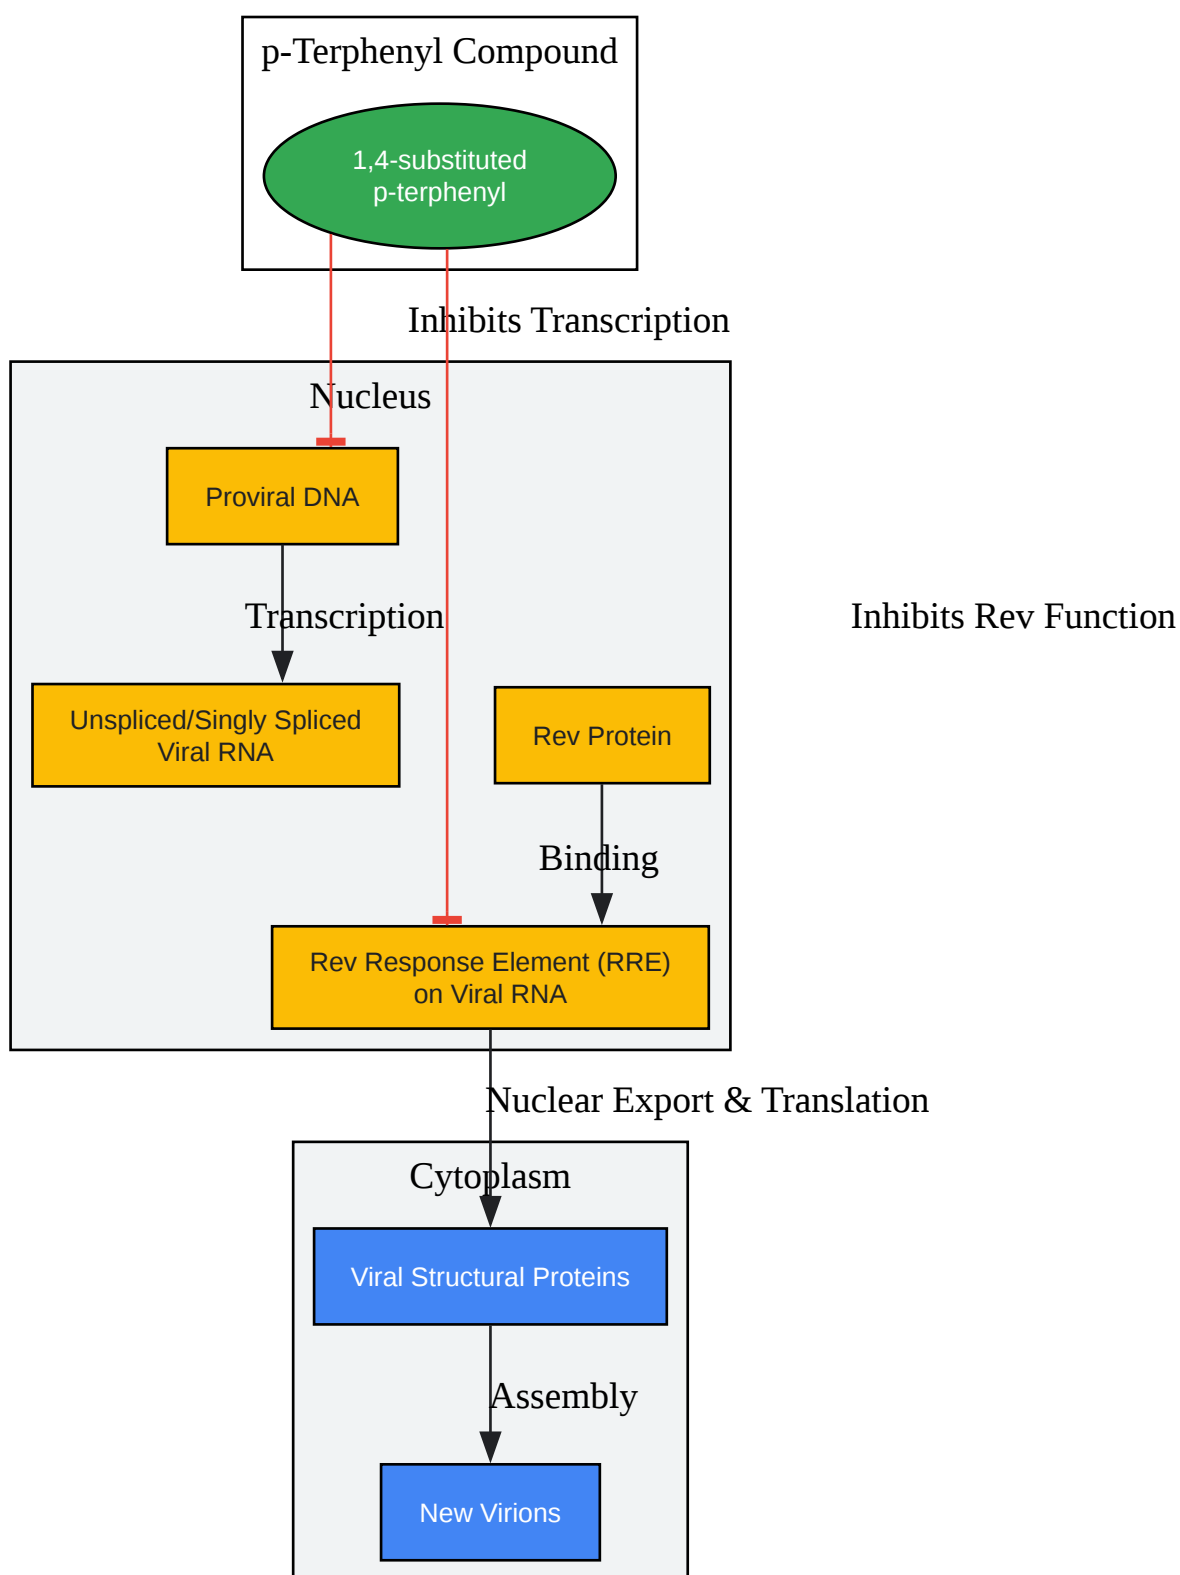 p-Terphenyl Compound
1,4-substituted
p-terphenyl
Inhibits Transcription
Nucleus
Proviral DNA
Transcription
Inhibits Rev Function
Unspliced/Singly Spliced
Viral RNA
Rev Protein
Binding
Rev Response Element (RRE)
on Viral RNA
Nuclear Export & Translation
Cytoplasm
Viral Structural Proteins
Assembly
New Virions